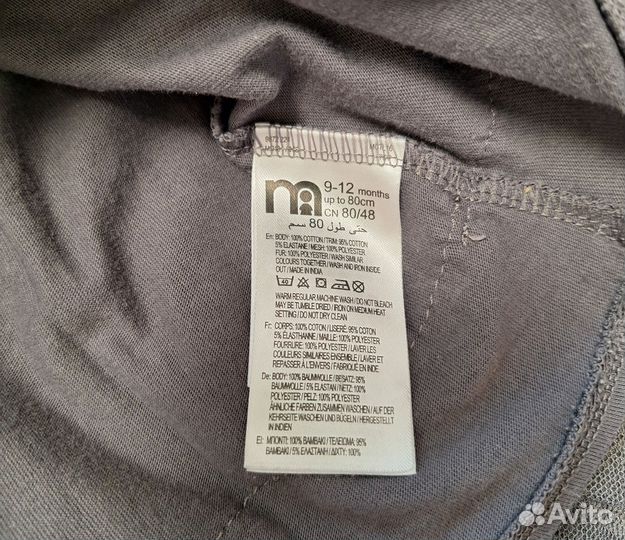 9-12 months
up to 80cm
CN 80/48
حتى طول 80 سم
En: BODY: 100% COTTON / TRIM: 95% COTTON
5% ELASTANE / MESH: 100% POLYESTER
FUR: 100% POLYESTER / WASH SIMILAR
COLOURS TOGETHER / WASH AND IRON INSIDE
OUT / MADE IN INDIA
40
WARM REGULAR, MACHINE WASH / DO NOT BLEACH
MAY BE TUMBLE DRIED / IRON ON MEDIUM HEAT
SETTING / DO NOT DRY CLEAN
Fr: CORPS: 100% COTON / LISERÉ: 95% COTON
5% ÉLASTHANNE / MAILLE: 100% POLYESTER
FOURRURE: 100% POLYESTER / LAVER LES
COULEURS SIMILAIRES ENSEMBLE / LAVER ET
REPASSER À L'ENVERS / FABRIQUÉ EN INDE
De: BODY: 100% BAUMWOLLE / BESATZ: 95%
BAUMWOLLE / 5% ELASTAN / NETZ: 100%
POLYESTER / PELZ: 100% POLYESTER
ÄHNLICHE FARBEN ZUSAMMEN WASCHEN / AUF DER
KEHRSEITE WASCHEN UND BÜGELN / HERGESTELLT
IN INDIEN
El: ΜΠΟΝΤΙ: 100% ΒΑΜΒΑΚΙ / ΤΕΛΕΙΩΜΑ: 95%
ΒΑΜΒΑΚΙ / 5% ΕΛΑΣΤΑΝΗ / ΔΙΧΤΥ: 100%
Avito